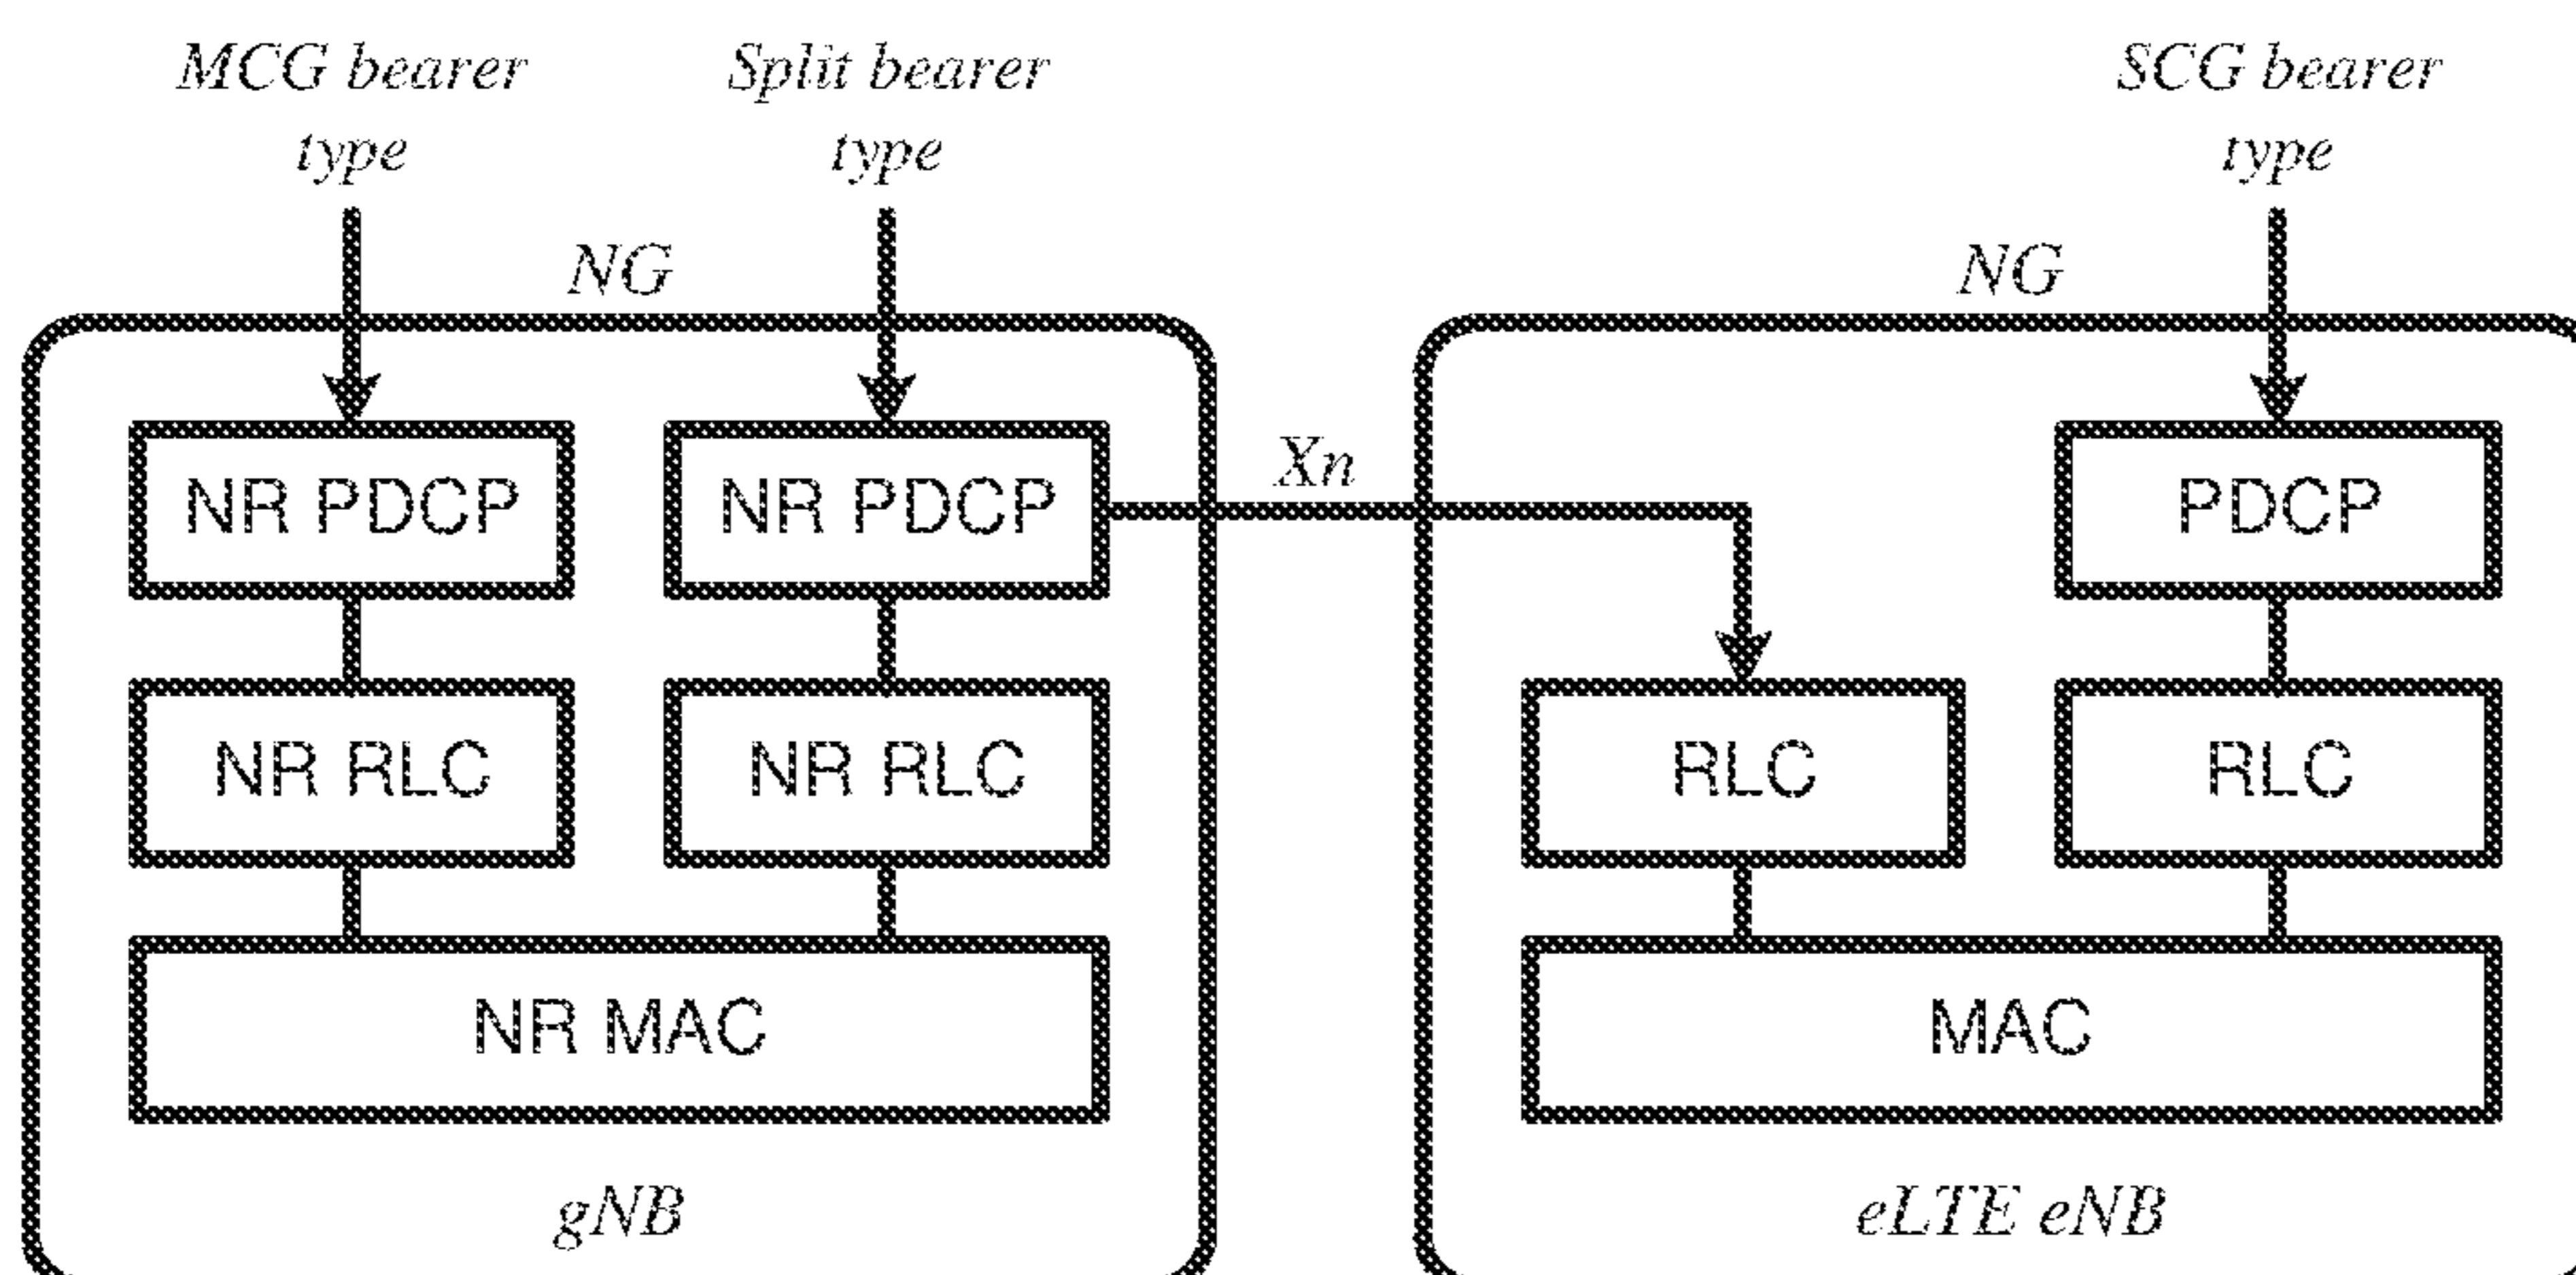 MCG bearer
type
Split bearer
type
SCG bearer
type
NG
NG
Xn
NR PDCP
NR PDCP
PDCP
NR RLC
NR RLC
RLC
RLC
NR MAC
MAC
gNB
eLTE eNB